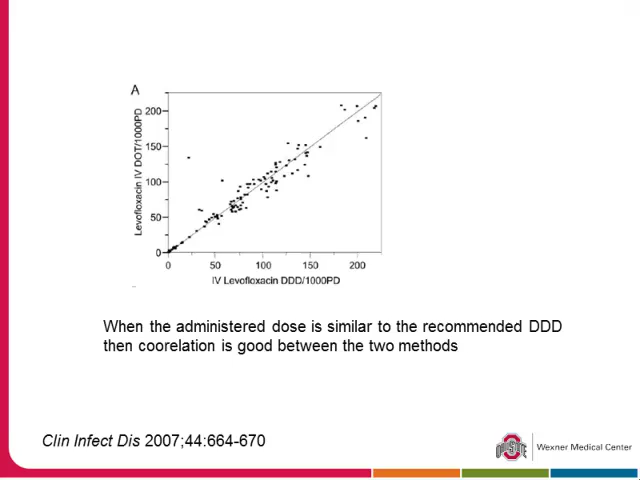 A
Levofloxacin IV DOT/1000PD
200
150
100
50
0
0 50 100 150 200
IV Levofloxacin DDD/1000PD
When the administered dose is similar to the recommended DDD
then coorelation is good between the two methods
Clin Infect Dis 2007;44:664-670
OHIO STATE
Wexner Medical Center